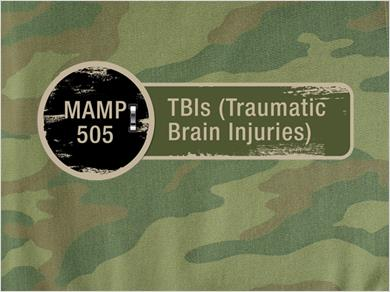 MAMP
505
TBIs (Traumatic
Brain Injuries)